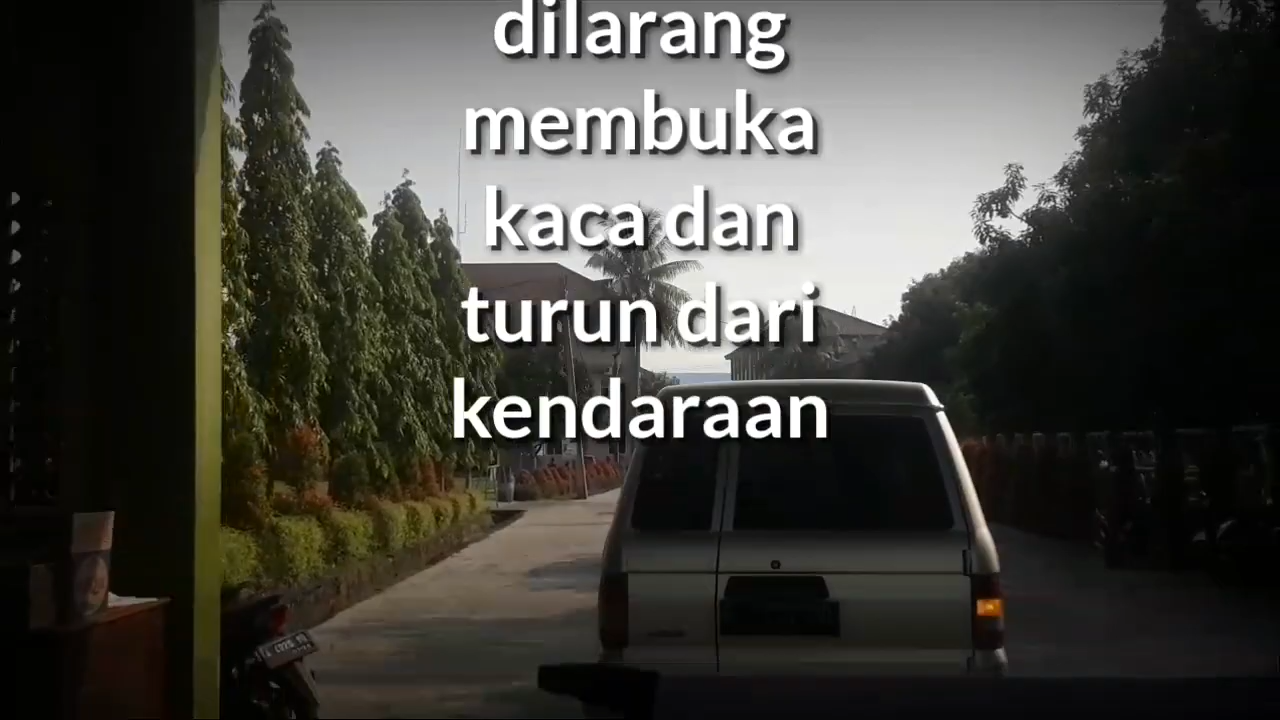 dilarang
membuka
kaca dan
turun dari
kendaraan